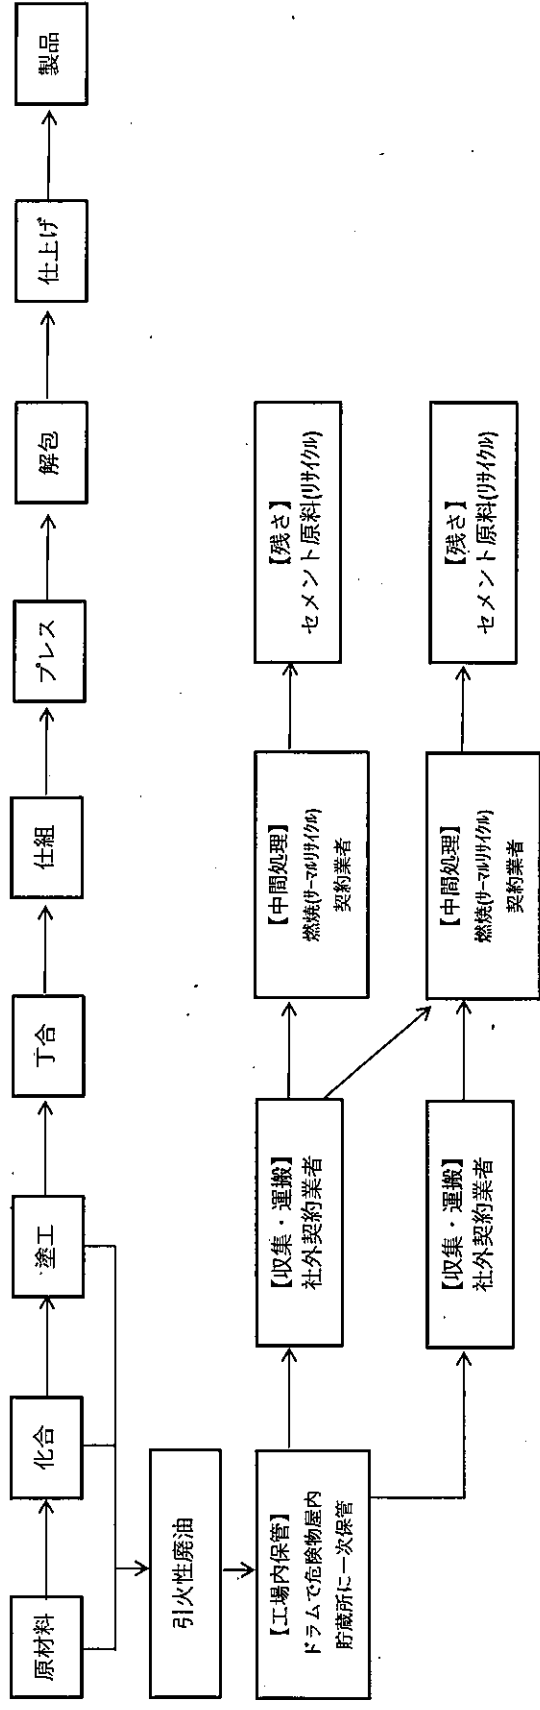 原材料
化合
塗工
丁合
仕組
プレス
解包
仕上げ
製品
引火性廃油
【工場内保管】
ドラムで危険物屋内
貯蔵所に一次保管
【収集・運搬】
社外契約業者
【中間処理】
燃焼(サーマルリサイクル)
契約業者
【残さ】
セメント原料(リサイクル)
【収集・運搬】
社外契約業者
【中間処理】
燃焼(サーマルリサイクル)
契約業者
【残さ】
セメント原料(リサイクル)